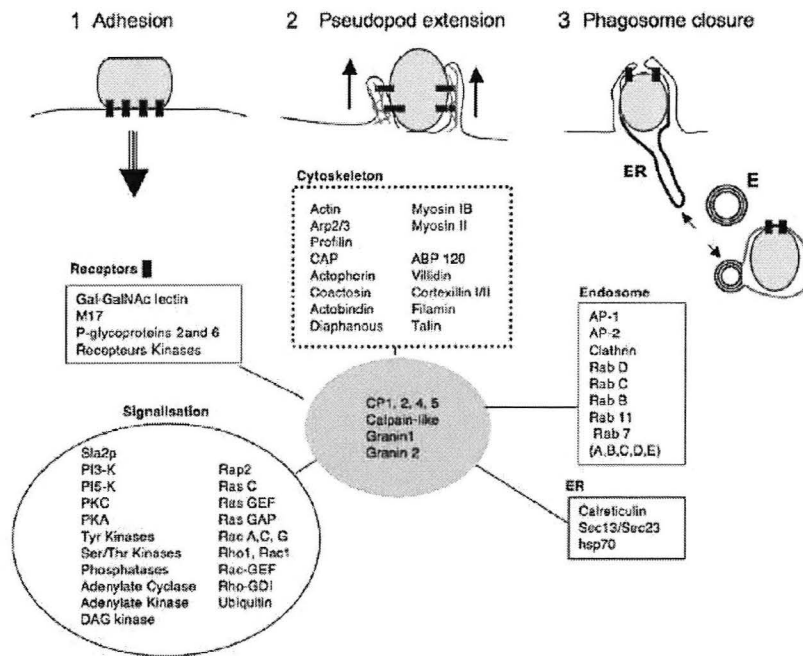 1 Adhesion
2 Pseudopod extension
3 Phagosome closure
ER
E
Cytoskeleton
Actin
Arp2/3
Profilin
CAP
Actophorin
Coactosin
Actobindin
Diaphanous
Myosin IB
Myosin II
ABP 120
Villidin
Cortexillin I/II
Filamin
Talin
Receptors
Gal-GalNAc lectin
M17
P-glycoproteins 2and 6
Recepteurs Kinases
Endosome
AP-1
AP-2
Clathrin
Rab D
Rab C
Rab B
Rab 11
Rab 7
(A,B,C,D,E)
CP1, 2, 4, 5
Calpain-like
Granin1
Granin 2
Signalisation
Sla2p
PI3-K
PI5-K
PKC
PKA
Tyr Kinases
Ser/Thr Kinases
Phosphatases
Adenylate Cyclase
Adenylate Kinase
DAG kinase
Rap2
Ras C
Ras GEF
Ras GAP
Rac A,C, G
Rho1, Rac1
Rac-GEF
Rho-GDI
Ubiquitin
ER
Calreticulin
Sec13/Sec23
hsp70